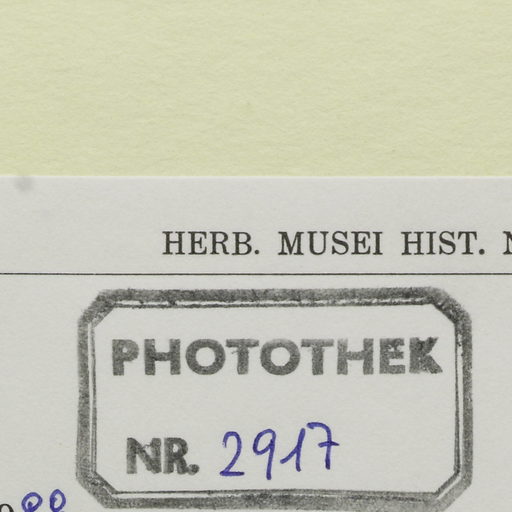 HERB. MUSEI HIST.
PHOTOTHEK
NR. 2917